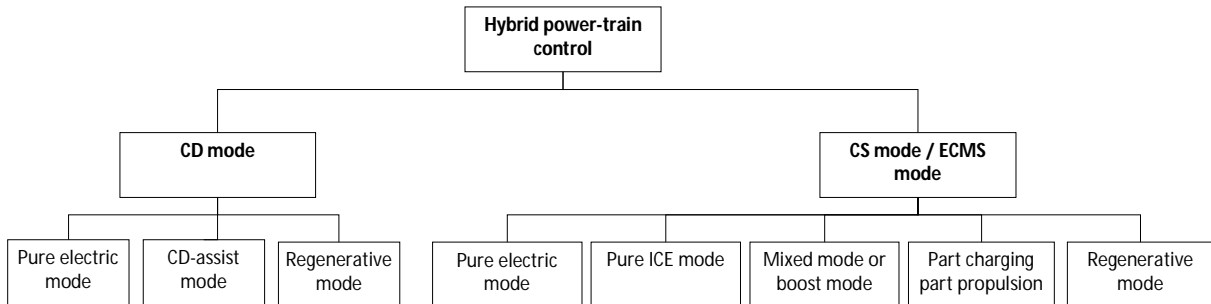 Hybrid power-train
control
CD mode
CS mode / ECMS
mode
Pure electric
mode
CD-assist
mode
Regenerative
mode
Pure electric
mode
Pure ICE mode
Mixed mode or
boost mode
Part charging
part propulsion
Regenerative
mode